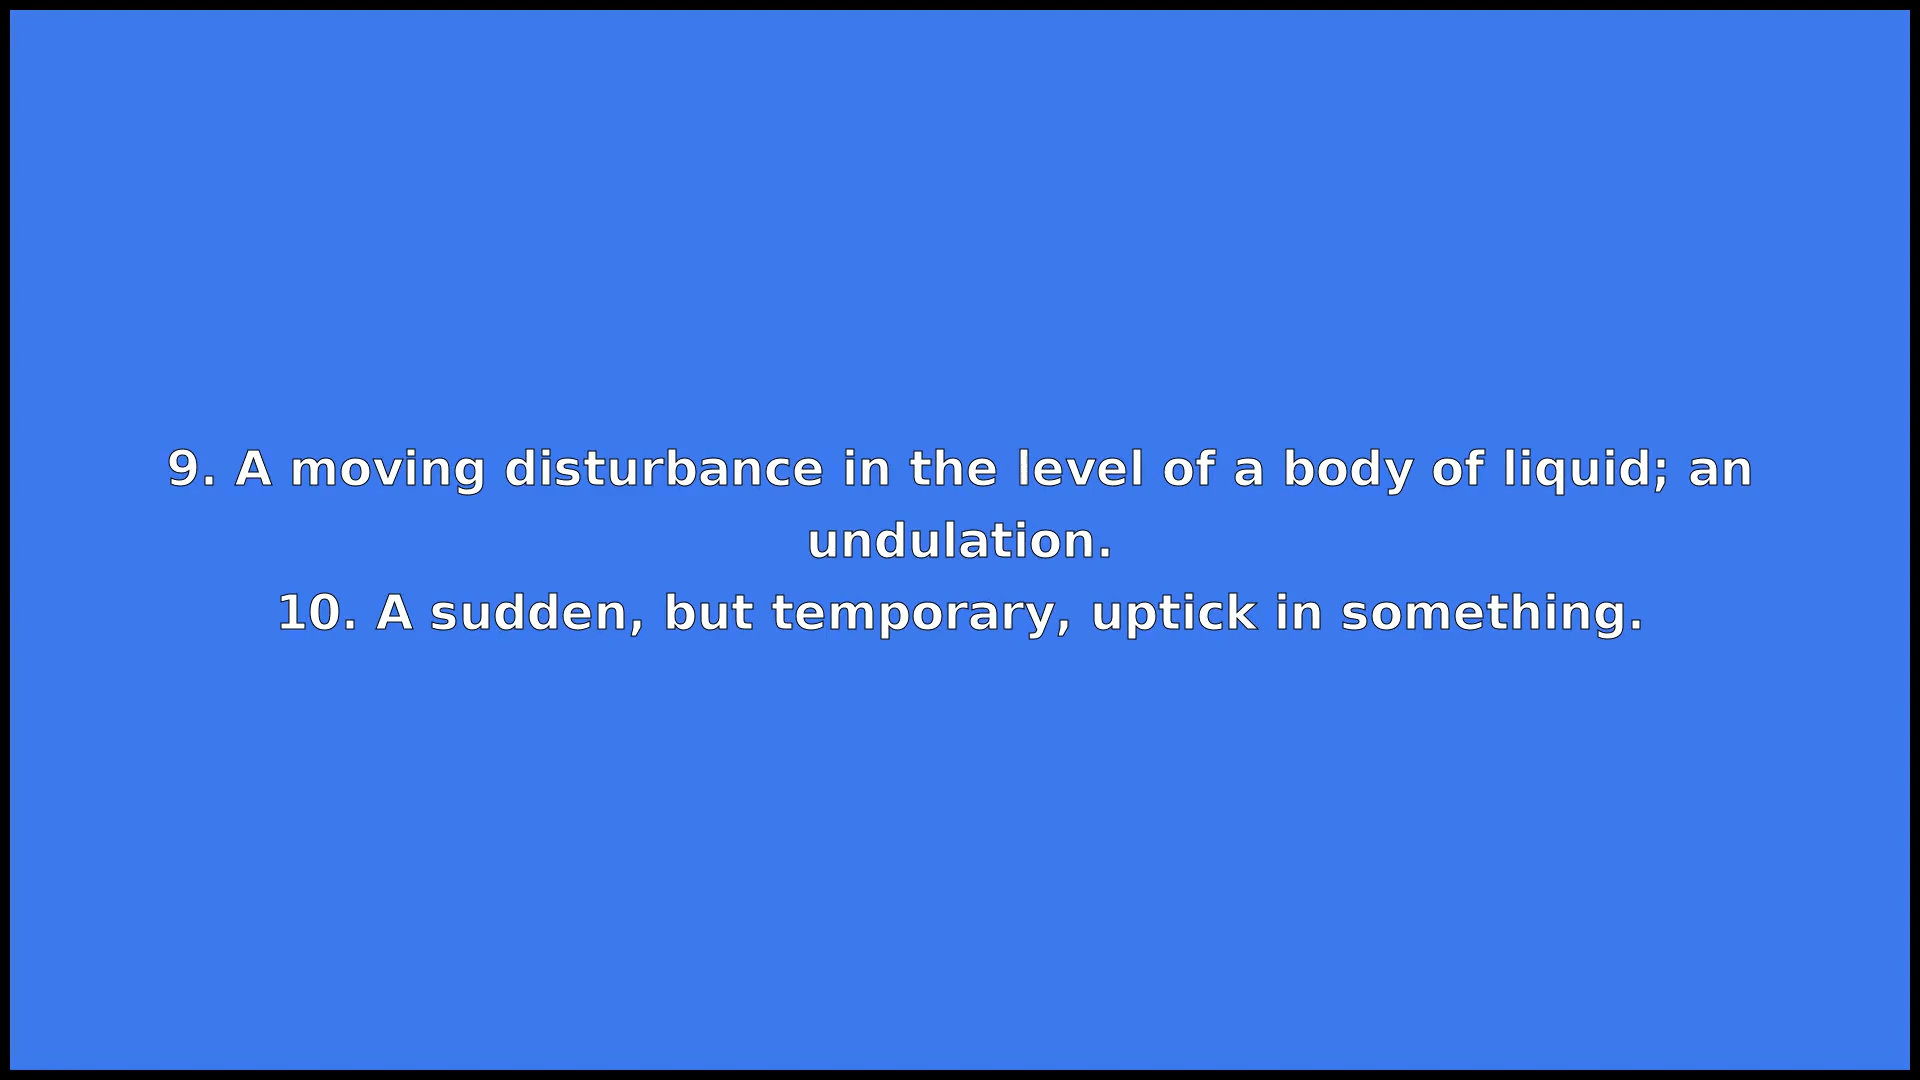 9. A moving disturbance in the level of a body of liquid; an
undulation.
10. A sudden, but temporary, uptick in something.